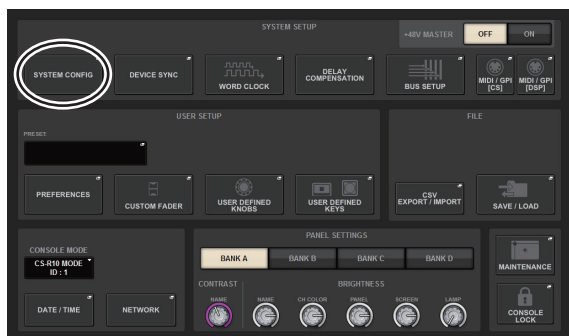 SYSTEM SETUP
+48V MASTER
OFF
ON
SYSTEM CONFIG
DEVICE SYNC
WORD CLOCK
DELAY
COMPENSATION
BUS SETUP
MIDI / GPI
[CS]
MIDI / GPI
[DSP]
USER SETUP
PRESET
PREFERENCES
CUSTOM FADER
USER DEFINED
KNOBS
USER DEFINED
KEYS
FILE
CSV
EXPORT / IMPORT
SAVE / LOAD
CONSOLE MODE
CS-R10 MODE
ID : 1
DATE / TIME
NETWORK
PANEL SETTINGS
BANK A
BANK B
BANK C
BANK D
CONTRAST
BRIGHTNESS
NAME
NAME
CH COLOR
PANEL
SCREEN
LAMP
MAINTENANCE
CONSOLE
LOCK